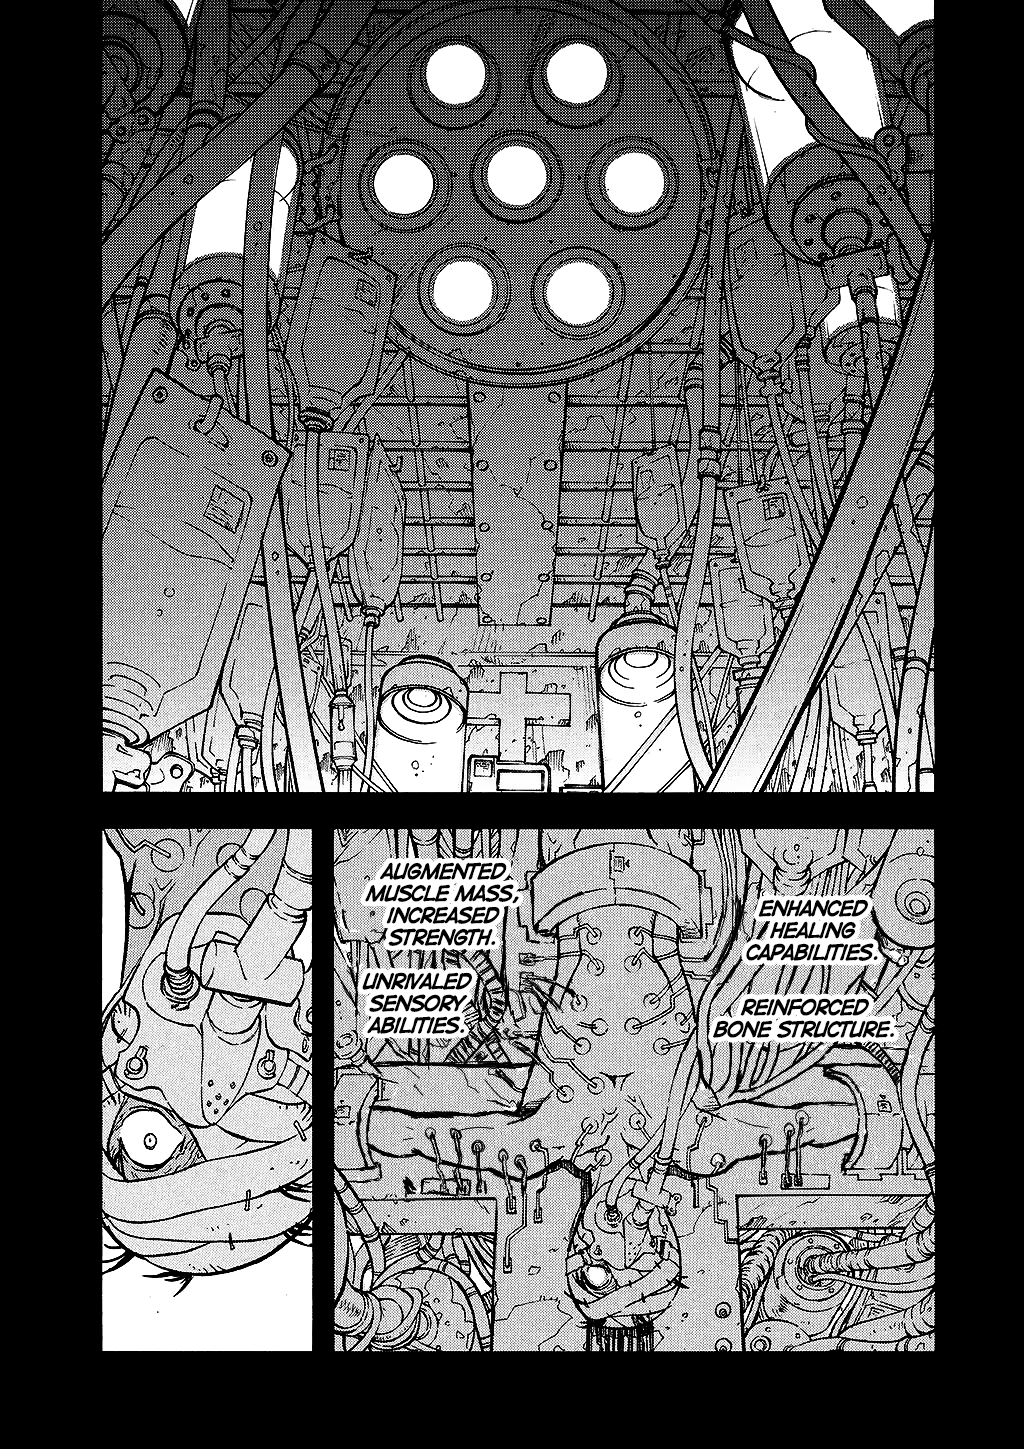 AUGMENTED
MUSCLE MASS,
INCREASED
STRENGTH.
UNRIVALED
SENSORY
ABILITIES.
ENHANCED
HEALING
CAPABILITIES.
REINFORCED
BONE STRUCTURE.